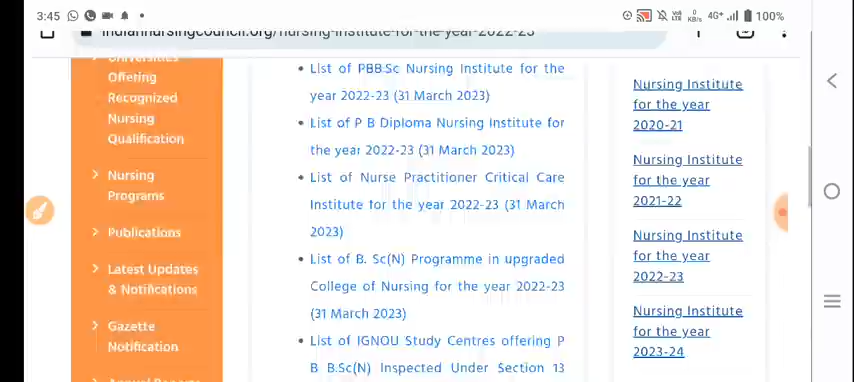 3:45
0 KB/s
4G+
100%
indiannursingcouncil.org/nursing-institute-for-the-year-2022-23
Universities
Offering
Recognized
Nursing
Qualification
Nursing
Programs
Publications
Latest Updates
& Notifications
Gazette
Notification
Annual Reports
List of PBB.Sc Nursing Institute for the
year 2022-23 (31 March 2023)
List of P B Diploma Nursing Institute for
the year 2022-23 (31 March 2023)
List of Nurse Practitioner Critical Care
Institute for the year 2022-23 (31 March
2023)
List of B. Sc(N) Programme in upgraded
College of Nursing for the year 2022-23
(31 March 2023)
List of IGNOU Study Centres offering P
B B.Sc(N) Inspected Under Section 13
Nursing Institute
for the year
2020-21
Nursing Institute
for the year
2021-22
Nursing Institute
for the year
2022-23
Nursing Institute
for the year
2023-24